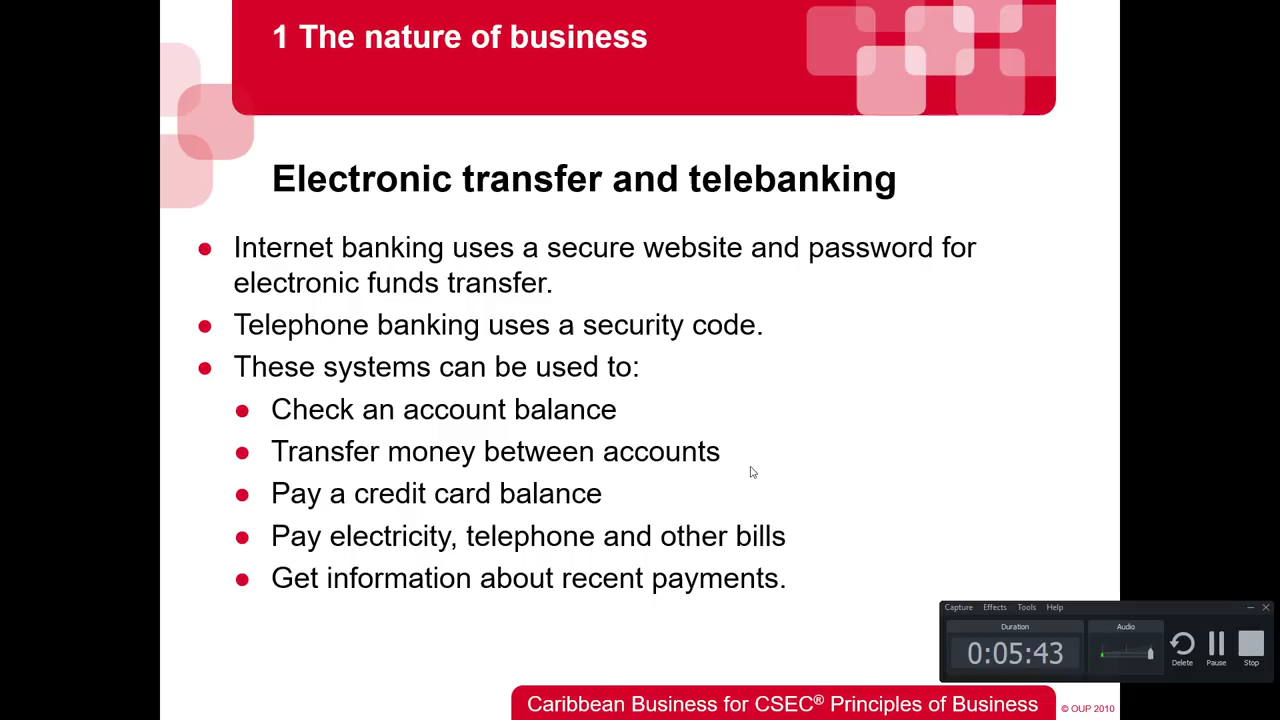 1 The nature of business
Electronic transfer and telebanking
Internet banking uses a secure website and password for
electronic funds transfer.
Telephone banking uses a security code.
These systems can be used to:
Check an account balance
Transfer money between accounts
Pay a credit card balance
Pay electricity, telephone and other bills
Get information about recent payments.
Capture Effects Tools Help
Duration Audio
0:05:43
Delete Pause Stop
Caribbean Business for CSEC® Principles of Business
© OUP 2010